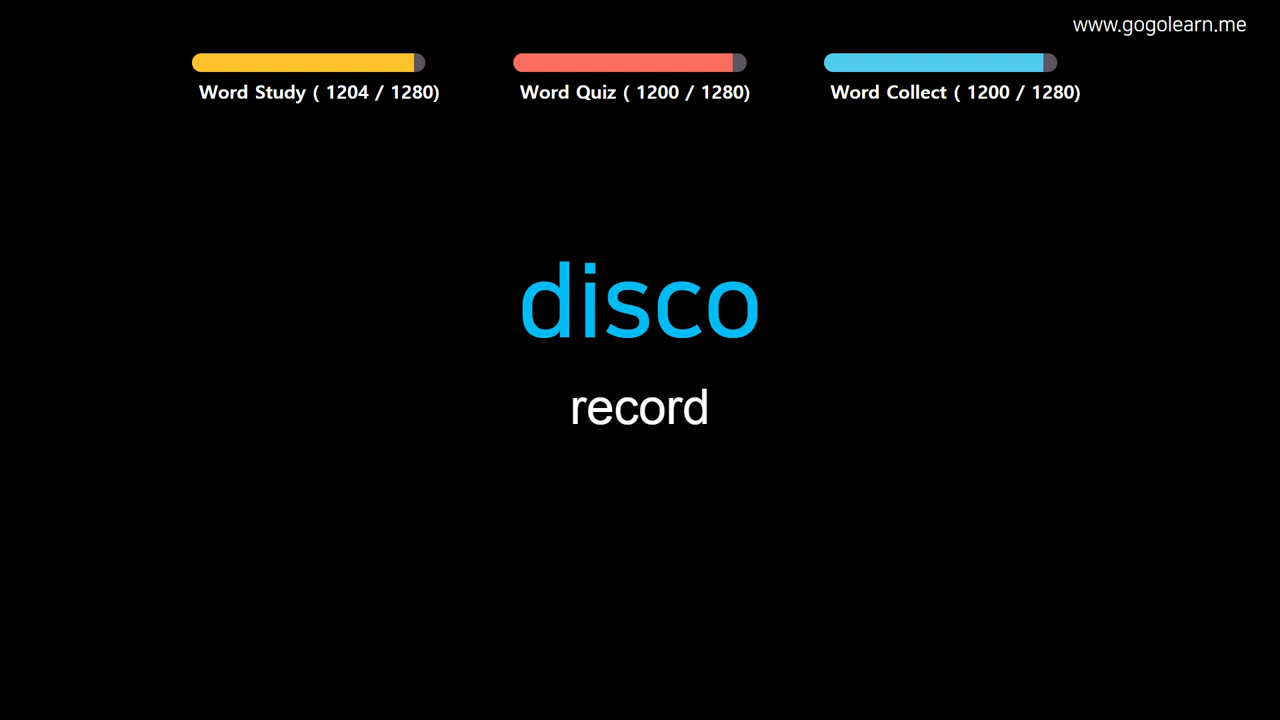 www.gogolearn.me
Word Study ( 1204 / 1280)
Word Quiz ( 1200 / 1280)
Word Collect ( 1200 / 1280)
disco
record